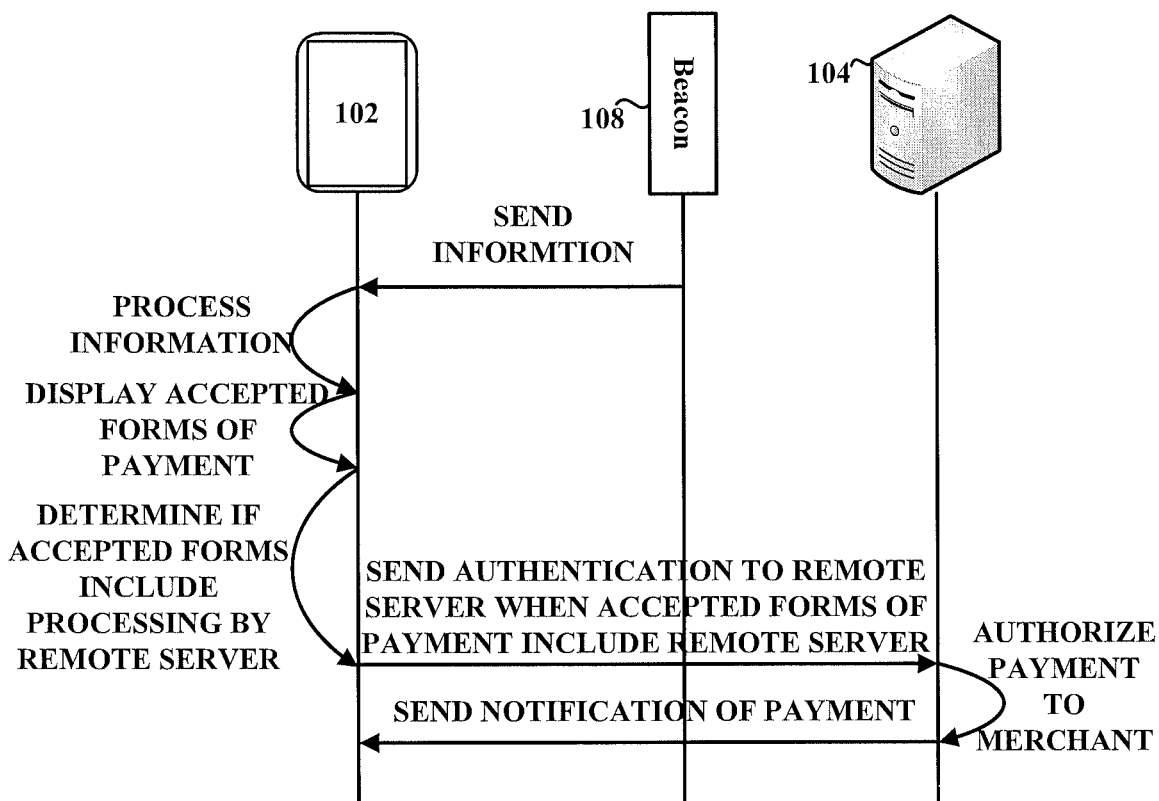 102
108
Beacon
104
SEND
INFORMTION
PROCESS
INFORMATION
DISPLAY ACCEPTED
FORMS OF
PAYMENT
DETERMINE IF
ACCEPTED FORMS
INCLUDE
PROCESSING BY
REMOTE SERVER
SEND AUTHENTICATION TO REMOTE
SERVER WHEN ACCEPTED FORMS OF
PAYMENT INCLUDE REMOTE SERVER
AUTHORIZE
PAYMENT
TO
MERCHANT
SEND NOTIFICATION OF PAYMENT